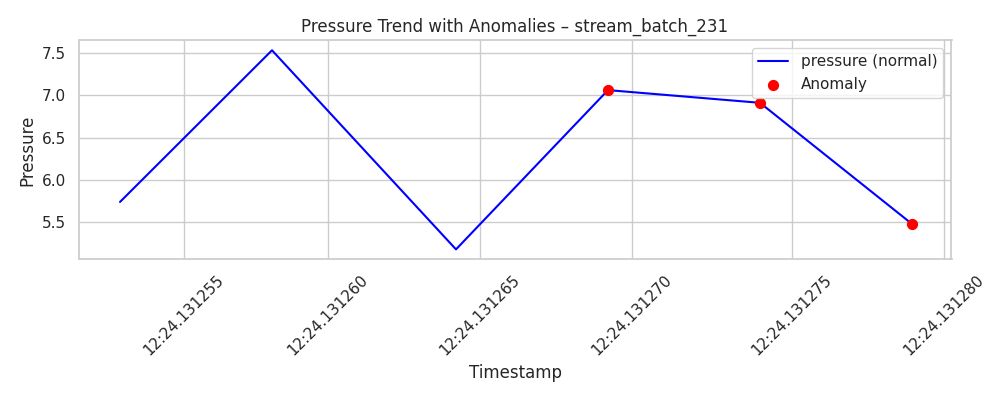 Pressure Trend with Anomalies – stream_batch_231
pressure (normal)
Anomaly
Pressure
7.5
7.0
6.5
6.0
5.5
12:24.131255
12:24.131260
12:24.131265
12:24.131270
12:24.131275
12:24.131280
Timestamp